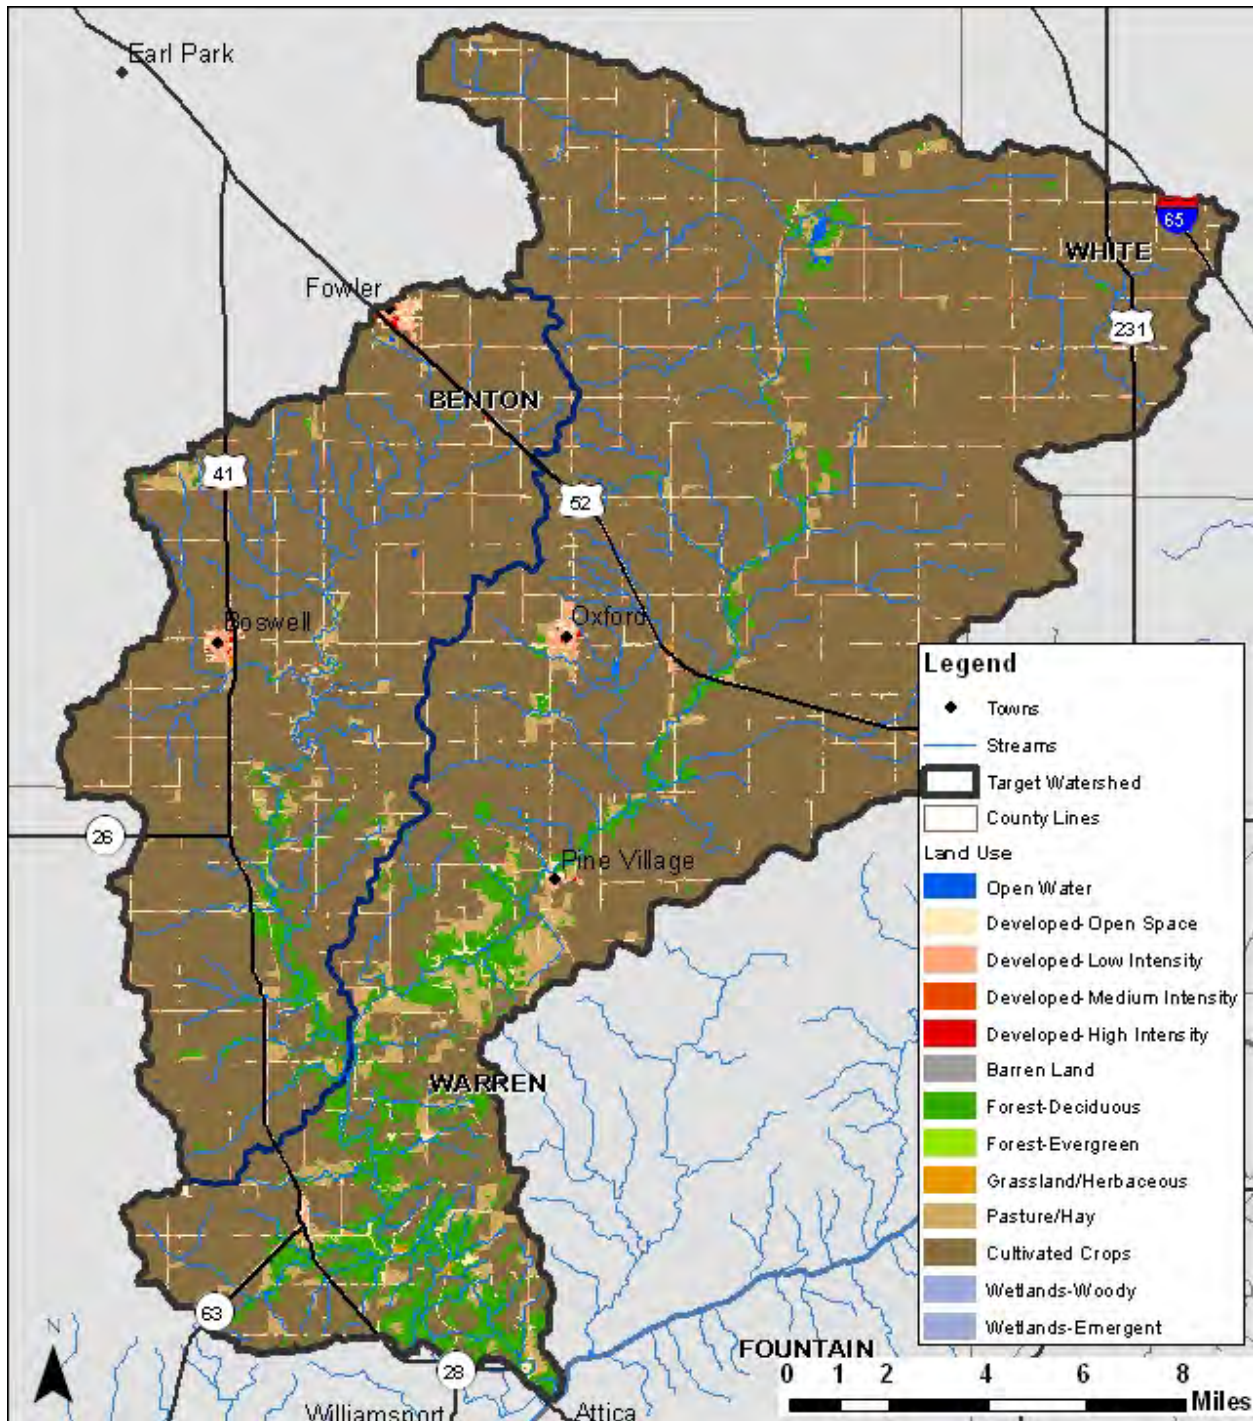 Earl Park
65
WHITE
Fowler
231
BENTON
41
52
Boswell
Oxford
26
Pine Village
WARREN
63
28
FOUNTAIN
Williamsport
Attica
N
Legend
Towns
Streams
Target Watershed
County Lines
Land Use
Open Water
Developed-Open Space
Developed-Low Intensity
Developed-Medium Intensity
Developed-High Intensity
Barren Land
Forest-Deciduous
Forest-Evergreen
Grassland/Herbaceous
Pasture/Hay
Cultivated Crops
Wetlands-Woody
Wetlands-Emergent
0 1 2 4 6 8
Miles